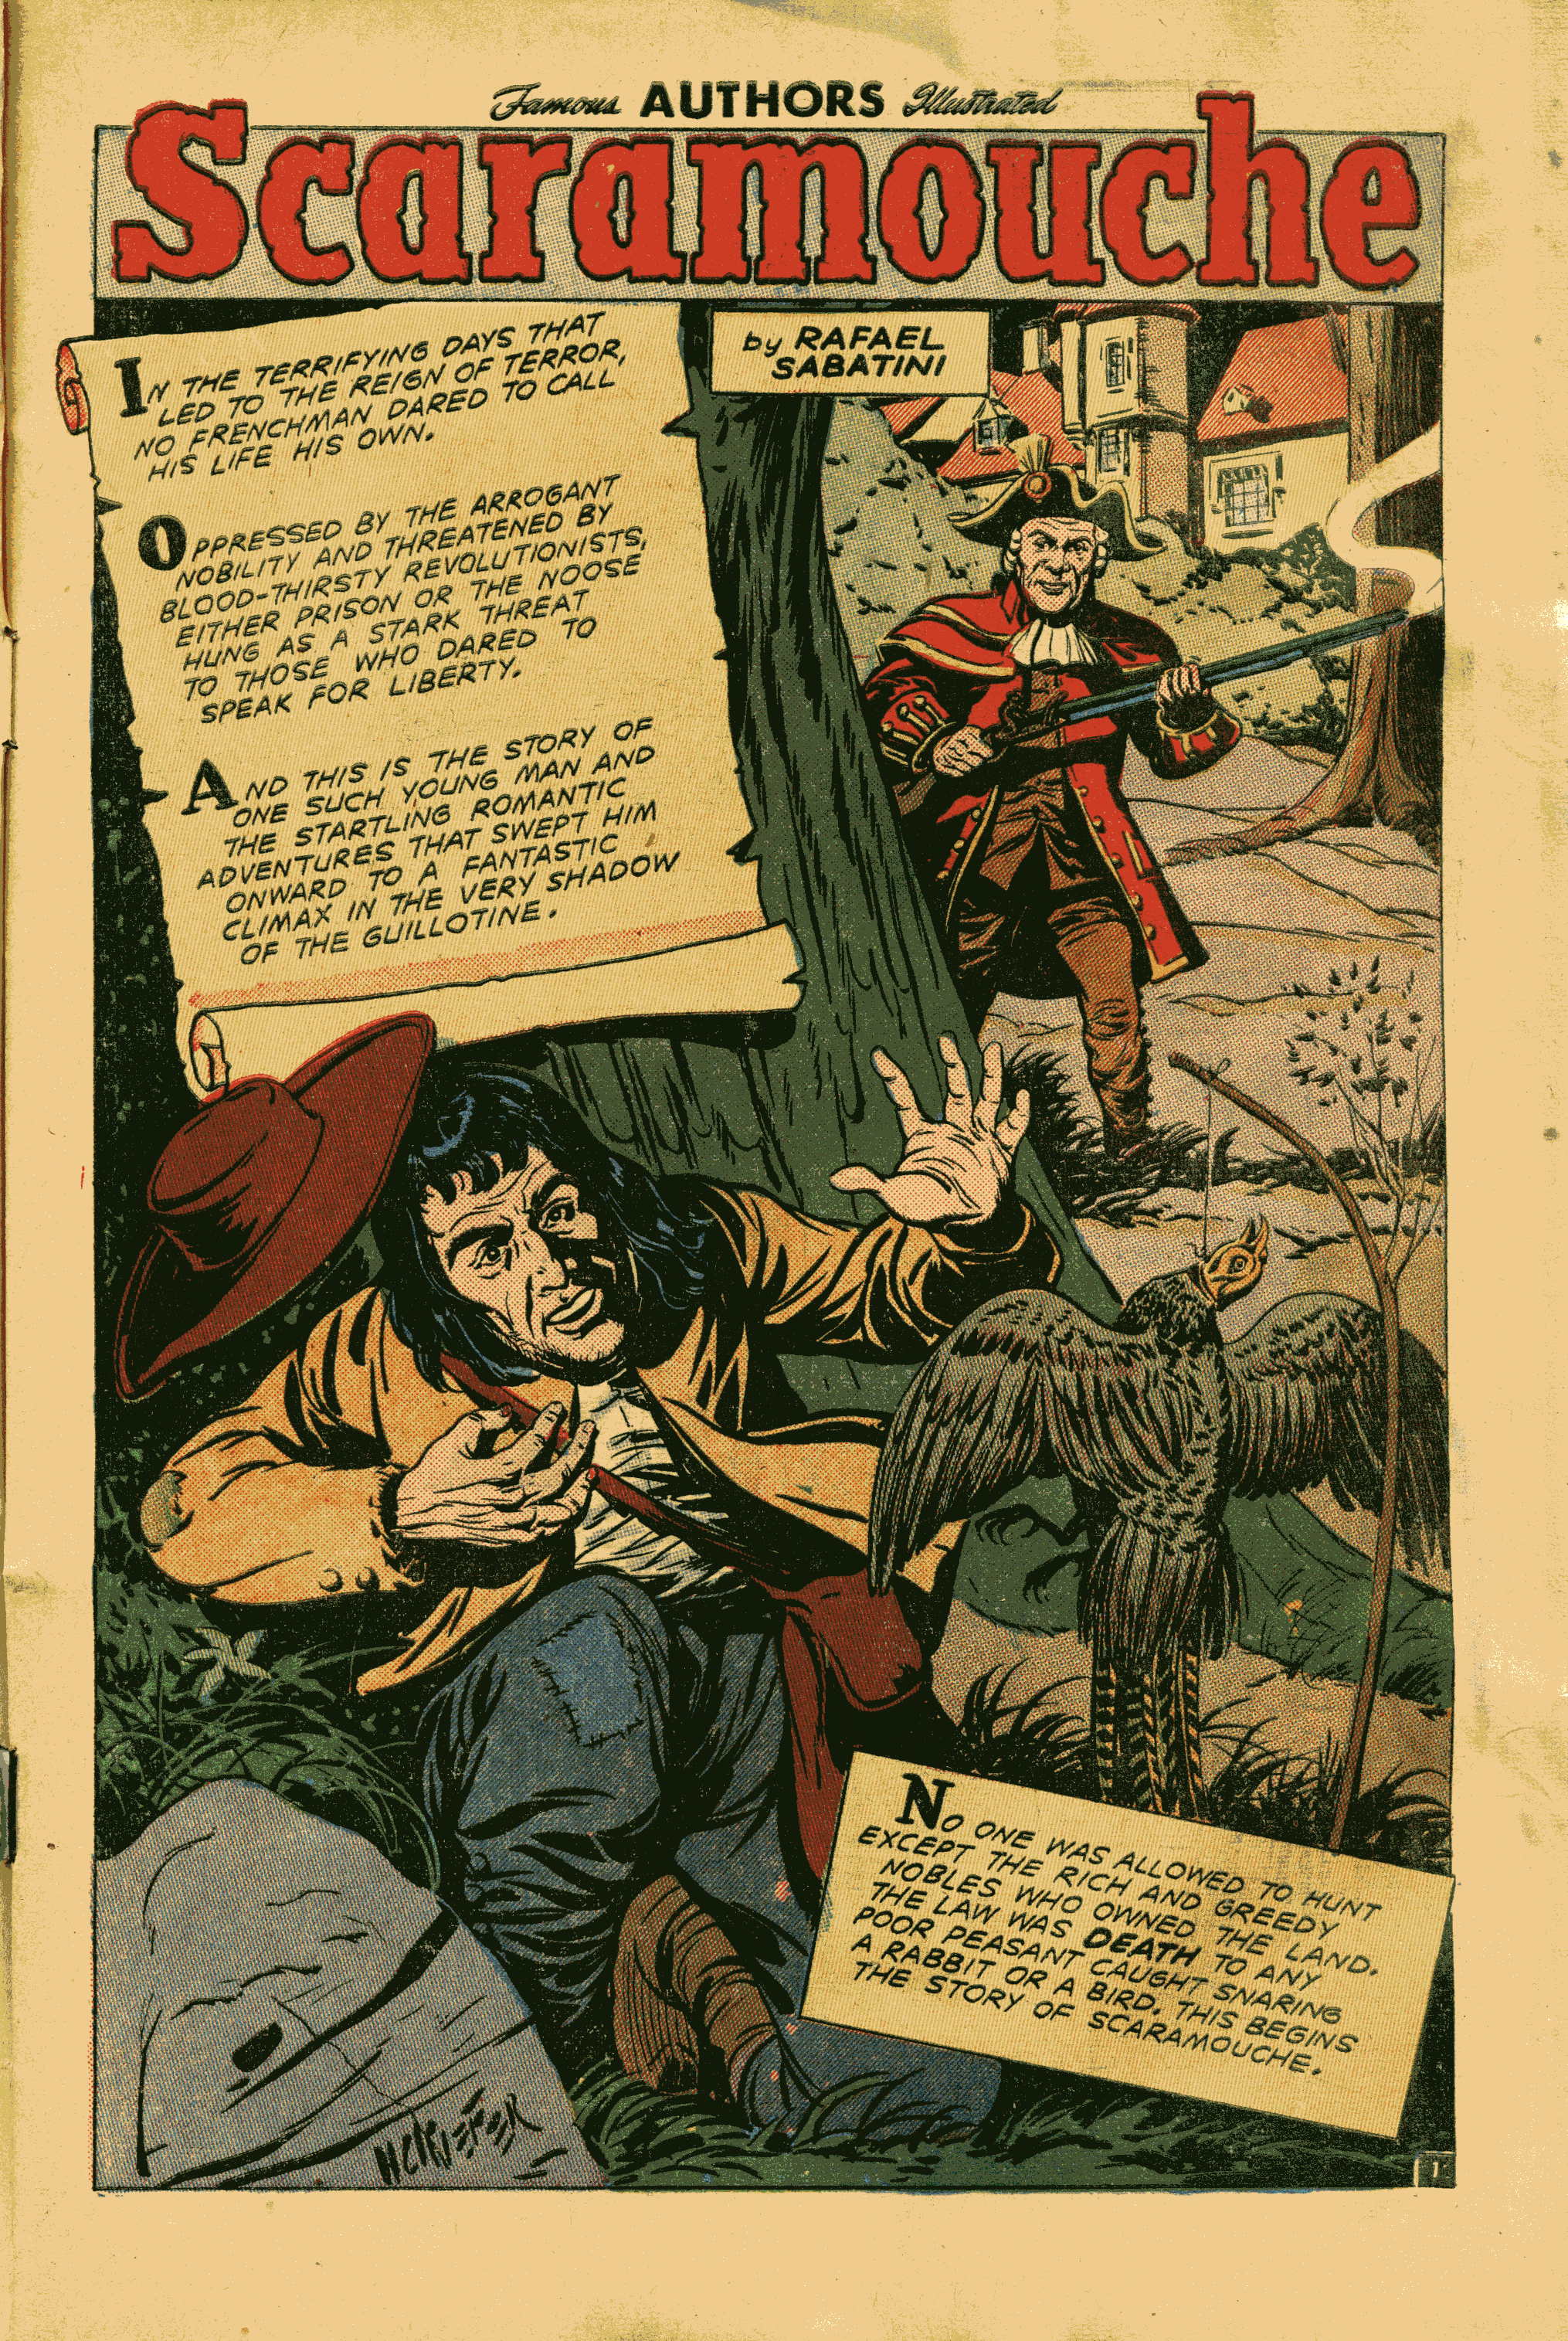 Famous AUTHORS Illustrated
Scaramouche
by RAFAEL
SABATINI
IN THE TERRIFYING DAYS THAT
LED TO THE REIGN OF TERROR,
NO FRENCHMAN DARED TO CALL
HIS LIFE HIS OWN.
OPPRESSED BY THE ARROGANT
NOBILITY AND THREATENED BY
BLOOD-THIRSTY REVOLUTIONISTS,
EITHER PRISON OR THE NOOSE
HUNG AS A STARK THREAT
TO THOSE WHO DARED TO
SPEAK FOR LIBERTY.
AND THIS IS THE STORY OF
ONE SUCH YOUNG MAN AND
THE STARTLING ROMANTIC
ADVENTURES THAT SWEPT HIM
ONWARD TO A FANTASTIC
CLIMAX IN THE VERY SHADOW
OF THE GUILLOTINE.
NO ONE WAS ALLOWED TO HUNT
EXCEPT THE RICH AND GREEDY
NOBLES WHO OWNED THE LAND.
THE LAW WAS DEATH TO ANY
POOR PEASANT CAUGHT SNARING
A RABBIT OR A BIRD. THIS BEGINS
THE STORY OF SCARAMOUCHE.
HCKIEFER
1